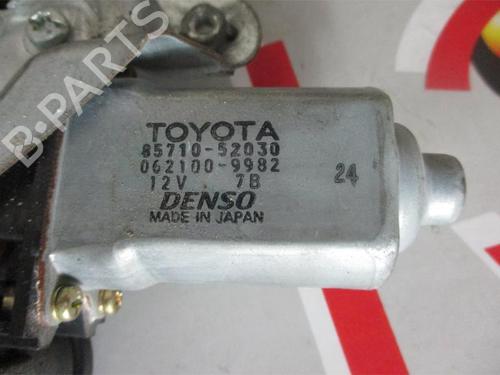 B-PARTS
TOYOTA
85710-52030
062100-9982
12V 7B
24
DENSO
MADE IN JAPAN